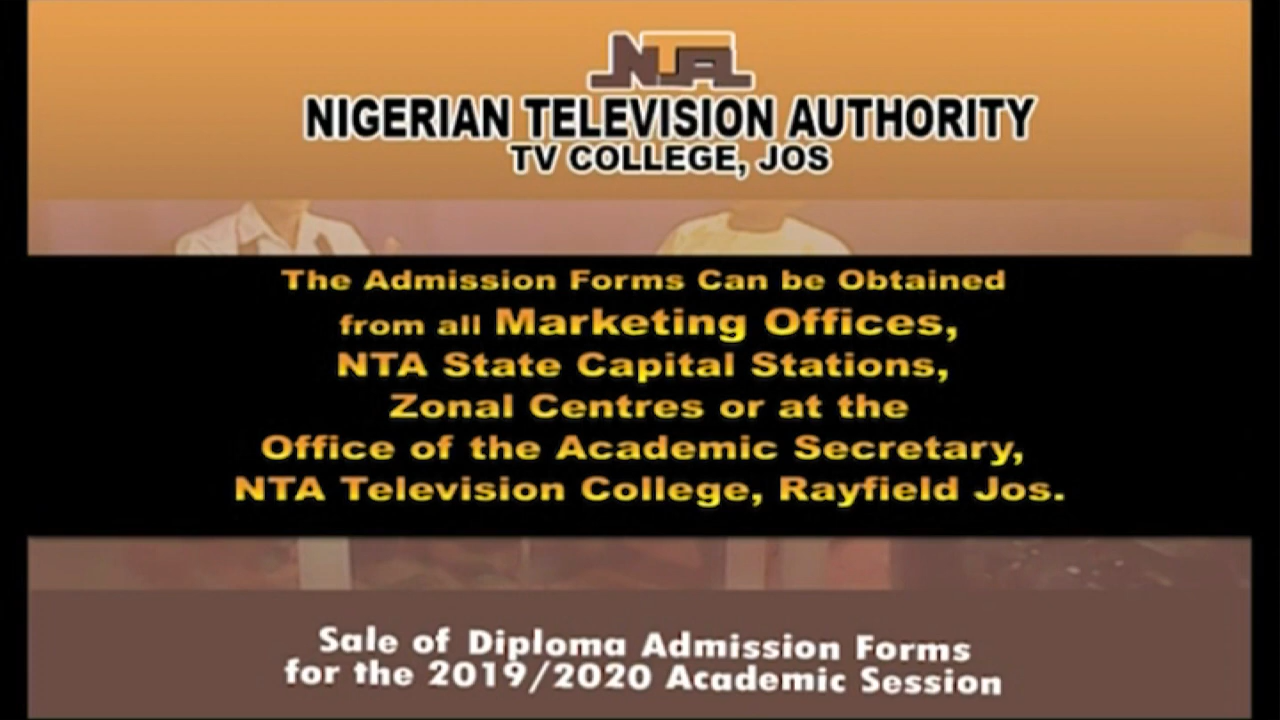 NTA
NIGERIAN TELEVISION AUTHORITY
TV COLLEGE, JOS
The Admission Forms Can be Obtained
from all Marketing Offices,
NTA State Capital Stations,
Zonal Centres or at the
Office of the Academic Secretary,
NTA Television College, Rayfield Jos.
Sale of Diploma Admission Forms
for the 2019/2020 Academic Session